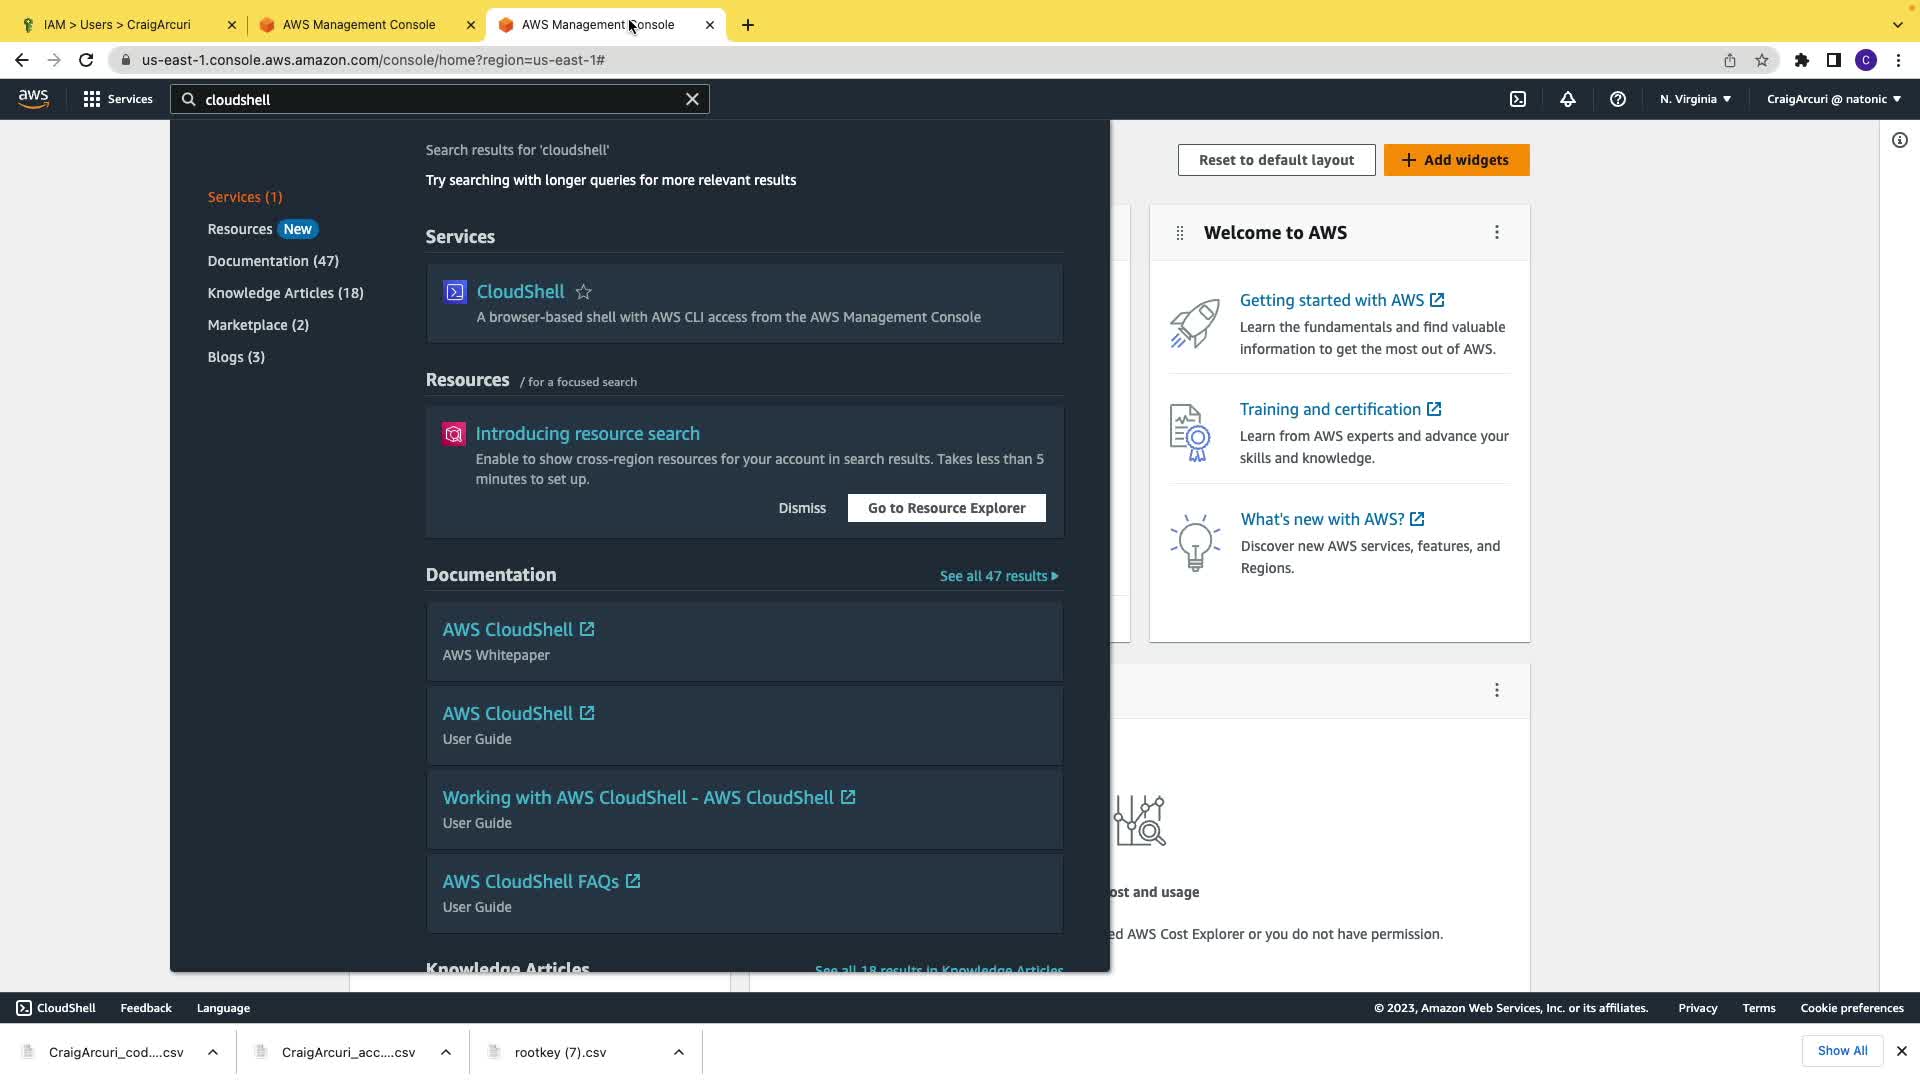 IAM > Users > CraigArcuri
AWS Management Console
AWS Management Console
us-east-1.console.aws.amazon.com/console/home?region=us-east-1#
C
aws
Services
cloudshell
N. Virginia
CraigArcuri @ natonic
Search results for 'cloudshell'
Try searching with longer queries for more relevant results
Services (1)
Resources New
Documentation (47)
Knowledge Articles (18)
Marketplace (2)
Blogs (3)
Services
CloudShell
A browser-based shell with AWS CLI access from the AWS Management Console
Resources / for a focused search
Introducing resource search
Enable to show cross-region resources for your account in search results. Takes less than 5
minutes to set up.
Dismiss
Go to Resource Explorer
Documentation
See all 47 results
AWS CloudShell
AWS Whitepaper
AWS CloudShell
User Guide
Working with AWS CloudShell - AWS CloudShell
User Guide
AWS CloudShell FAQs
User Guide
Knowledge Articles
See all 18 results in Knowledge Articles
Reset to default layout
Add widgets
Welcome to AWS
Getting started with AWS
Learn the fundamentals and find valuable
information to get the most out of AWS.
Training and certification
Learn from AWS experts and advance your
skills and knowledge.
What's new with AWS?
Discover new AWS services, features, and
Regions.
ost and usage
ed AWS Cost Explorer or you do not have permission.
CloudShell
Feedback
Language
© 2023, Amazon Web Services, Inc. or its affiliates.
Privacy
Terms
Cookie preferences
CraigArcuri_cod....csv
CraigArcuri_acc....csv
rootkey (7).csv
Show All